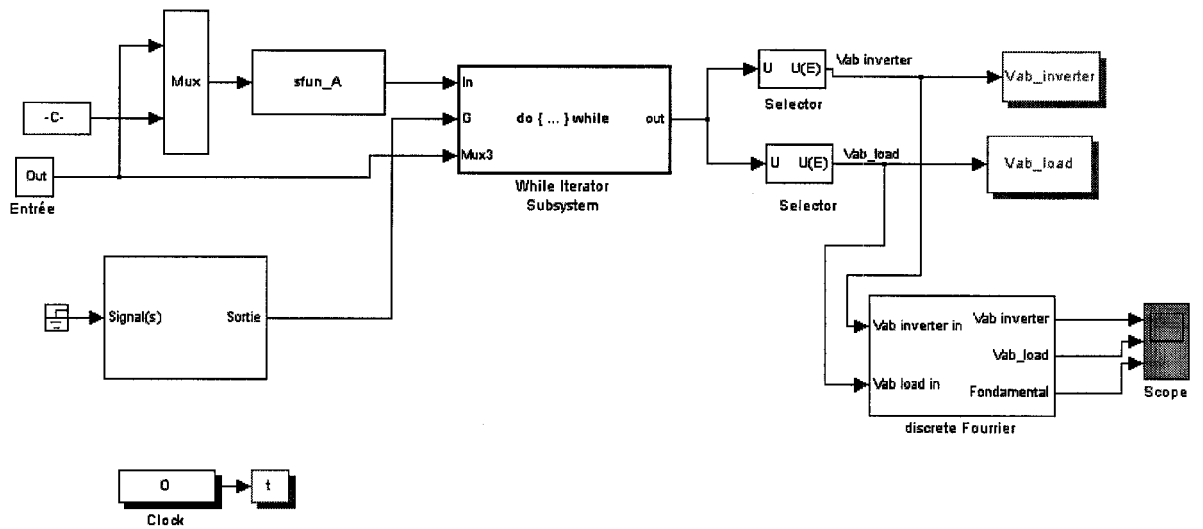 Mux
sfun_A
-C-
Out
Entrée
In
G
Mux3
do { ... } while
out
While Iterator
Subsystem
U U(E)
Selector
Vab inverter
Vab_inverter
U U(E)
Selector
Vab_load
Vab_load
Signal(s)
Sortie
Vab inverter in
Vab load in
Vab inverter
Vab_load
Fondamental
discrete Fourrier
Scope
0
Clock
t